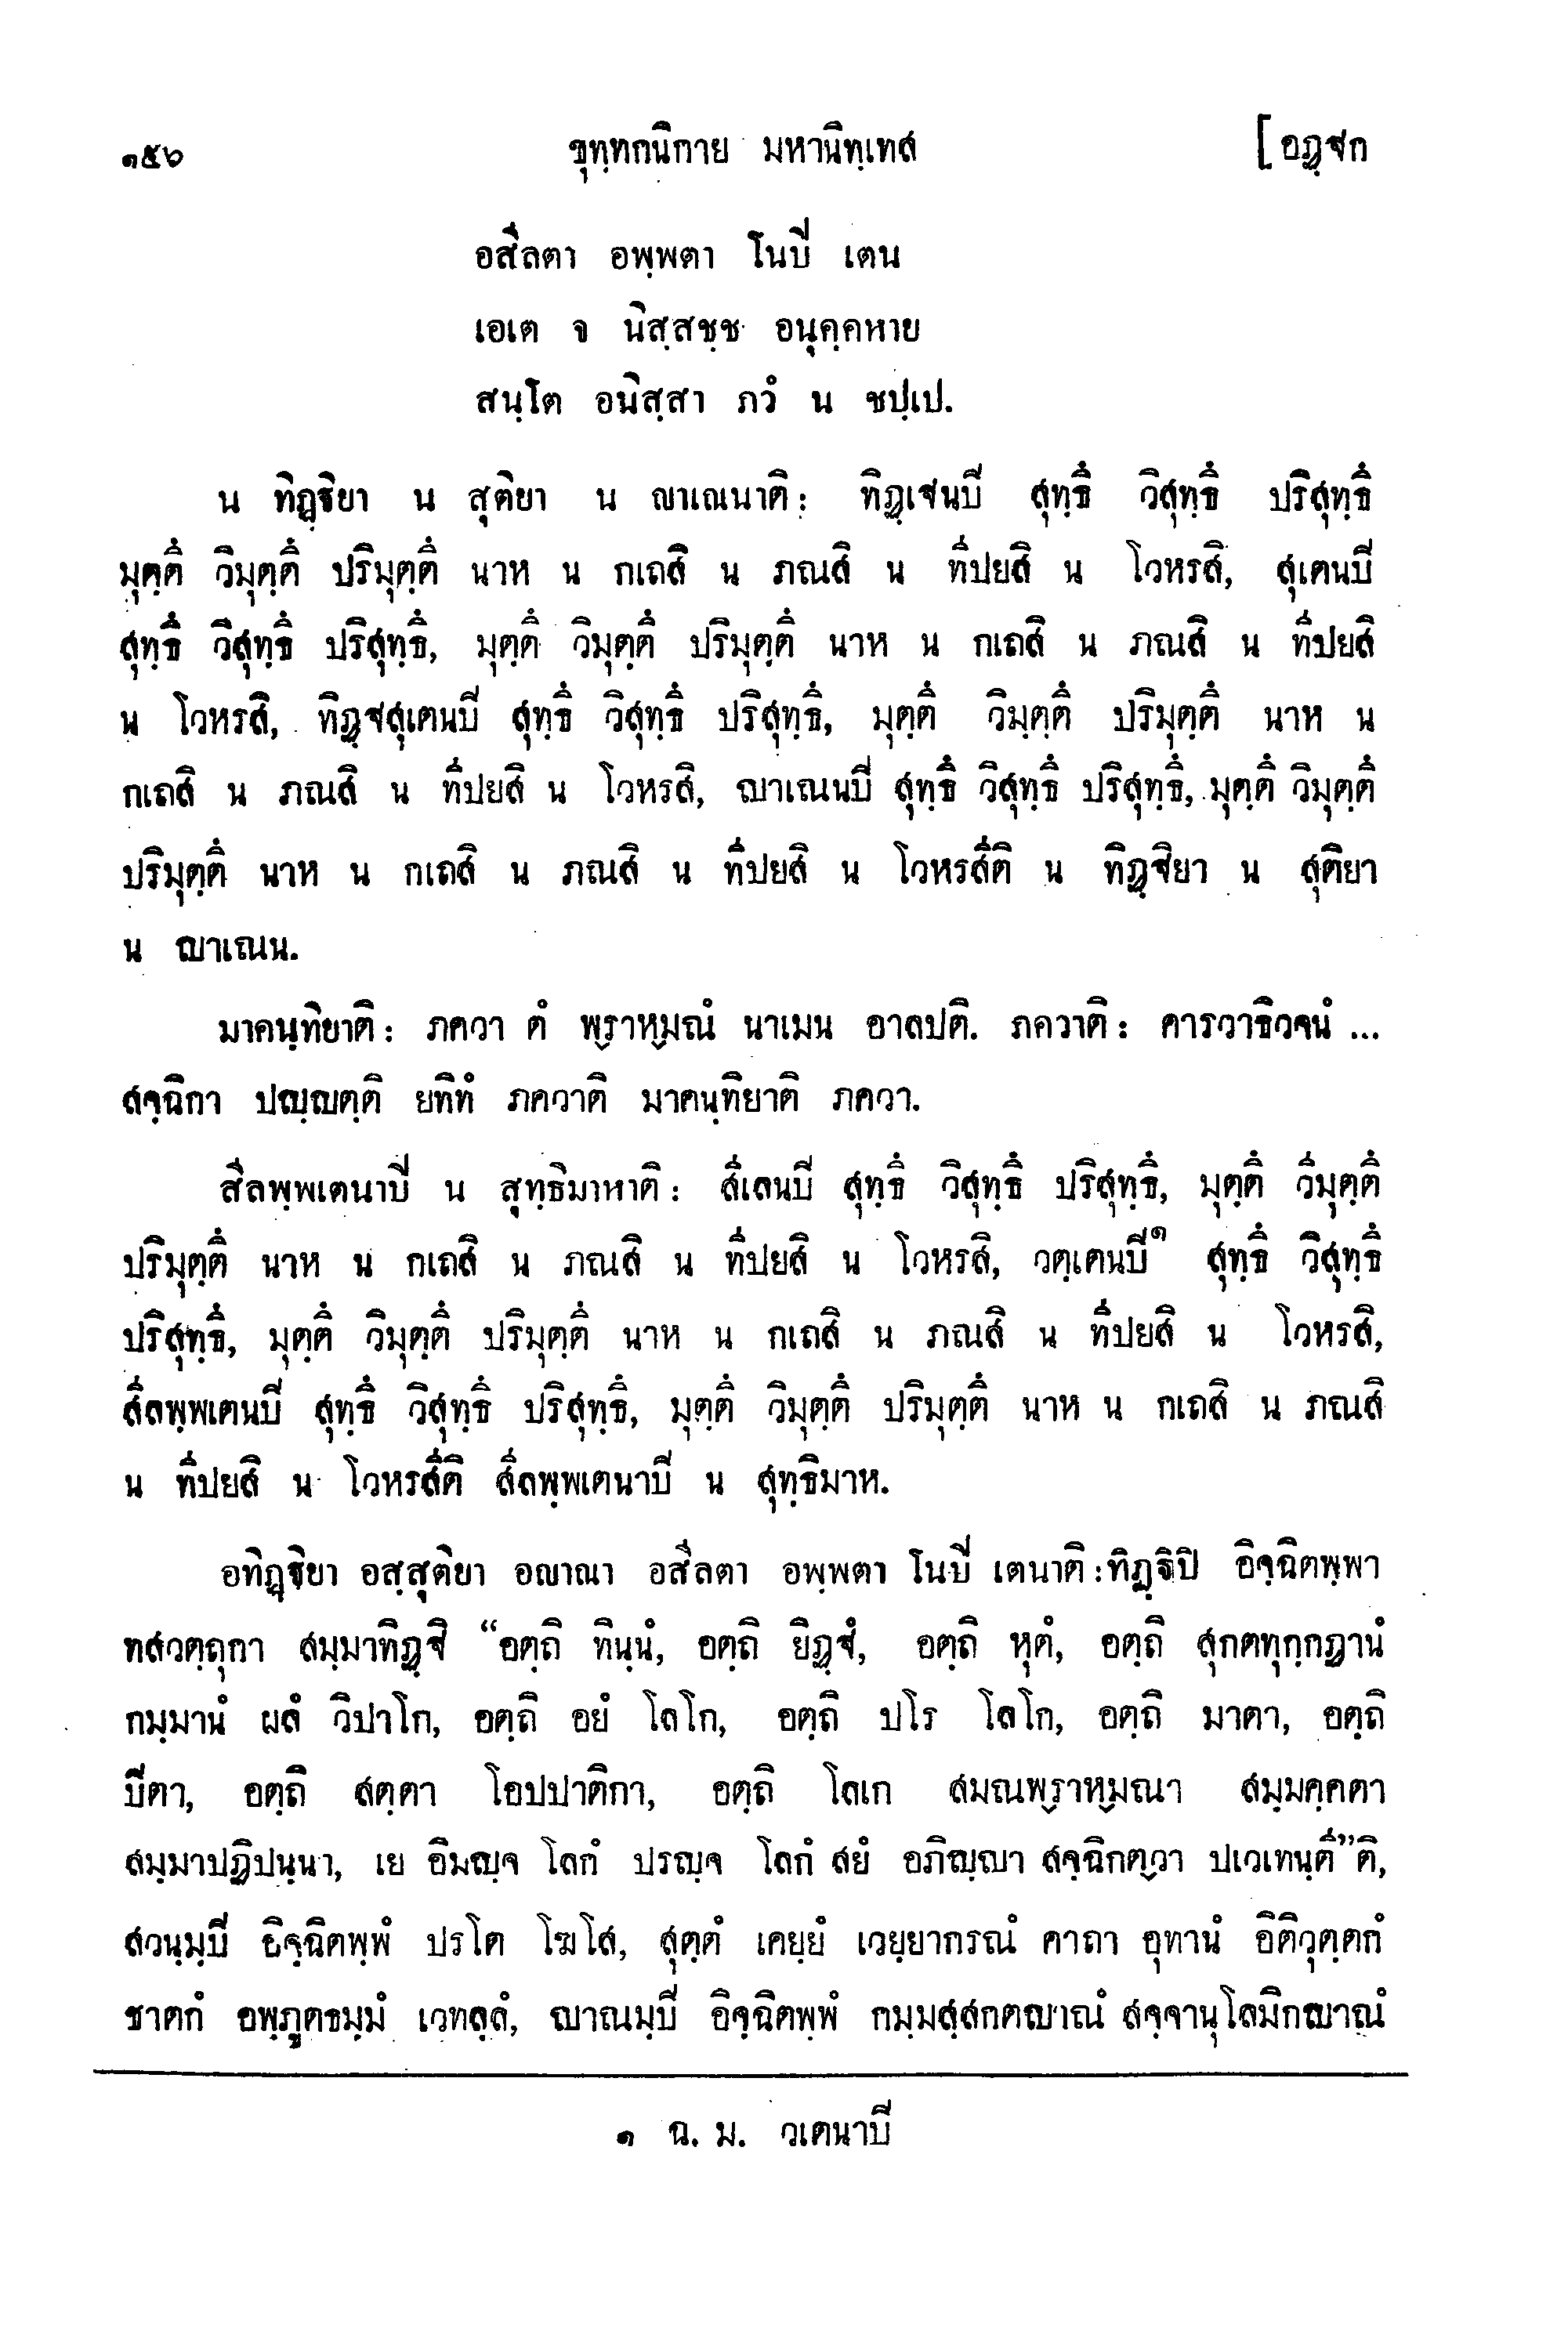 ๑๕๖ ขุทฺทกนิกาย มหานิทฺเทส [ อฏฺฐก
อสีลตา อพฺพตา โนปิ เตน
เอเต จ นิสฺสชฺช อนุคฺคหาย
สนฺโต อนิสฺสา ภวํ น ชปฺเป.
น ทิฏฺฐิยา น สุติยา น ญาเณนาติ: ทิฏฺเฐนปิ สุทฺธึ วิสุทฺธึ ปริสุทฺธึ
มุตฺตึ วิมุตฺตึ ปริมุตฺตึ นาห น กเถสิ น ภณสิ น ทีปยสิ น โวหรสิ, สุเตนปิ
สุทฺธึ วิสุทฺธึ ปริสุทฺธึ, มุตฺตึ วิมุตฺตึ ปริมุตฺตึ นาห น กเถสิ น ภณสิ น ทีปยสิ
น โวหรสิ, ทิฏฺฐสุเตนปิ สุทฺธึ วิสุทฺธึ ปริสุทฺธึ, มุตฺตึ วิมุตฺตึ ปริมุตฺตึ นาห น
กเถสิ น ภณสิ น ทีปยสิ น โวหรสิ, ญาเณนปิ สุทฺธึ วิสุทฺธึ ปริสุทฺธึ, มุตฺตึ วิมุตฺตึ
ปริมุตฺตึ นาห น กเถสิ น ภณสิ น ทีปยสิ น โวหรสีติ น ทิฏฺฐิยา น สุติยา
น ญาเณน.
มาคนฺทิยาติ: ภควา ตํ พฺราหฺมณํ นาเมน อาลปติ. ภควาติ: คารวาธิวจนํ ...
สจฺฉิกา ปญฺญตฺติ ยทิทํ ภควาติ มาคนฺทิยาติ ภควา.
สีลพฺพเตนาปิ น สุทฺธิมาหาติ: สีเลนปิ สุทฺธึ วิสุทฺธึ ปริสุทฺธึ, มุตฺตึ วิมุตฺตึ
ปริมุตฺตึ นาห น กเถสิ น ภณสิ น ทีปยสิ น โวหรสิ, วตฺเตนปิ๑ สุทฺธึ วิสุทฺธึ
ปริสุทฺธึ, มุตฺตึ วิมุตฺตึ ปริมุตฺตึ นาห น กเถสิ น ภณสิ น ทีปยสิ น โวหรสิ,
สีลพฺพเตนปิ สุทฺธึ วิสุทฺธึ ปริสุทฺธึ, มุตฺตึ วิมุตฺตึ ปริมุตฺตึ นาห น กเถสิ น ภณสิ
น ทีปยสิ น โวหรสีติ สีลพฺพเตนาปิ น สุทฺธิมาห.
อทิฏฺฐิยา อสฺสุติยา อญาณา อสีลตา อพฺพตา โนปิ เตนาติ: ทิฏฺฐิปิ อิจฺฉิตพฺพา
ทสวตฺถุกา สมฺมาทิฏฺฐิ “อตฺถิ ทินฺนํ, อตฺถิ ยิฏฺฐํ, อตฺถิ หุตํ, อตฺถิ สุกตทุกฺกฏานํ
กมฺมานํ ผลํ วิปาโก, อตฺถิ อยํ โลโก, อตฺถิ ปโร โลโก, อตฺถิ มาตา, อตฺถิ
ปิตา, อตฺถิ สตฺตา โอปปาติกา, อตฺถิ โลเก สมณพฺราหฺมณา สมฺมคฺคตา
สมฺมาปฏิปนฺนา, เย อิมญฺจ โลกํ ปรญฺจ โลกํ สยํ อภิญฺญา สจฺฉิกตฺวา ปเวเทนฺตี”ติ,
สวนมฺปิ อิจฺฉิตพฺพํ ปรโต โฆโส, สุตฺตํ เคยฺยํ เวยฺยากรณํ คาถา อุทานํ อิติวุตฺตกํ
ชาตกํ อพฺภูตธมฺมํ เวทลฺลํ, ญาณมฺปิ อิจฺฉิตพฺพํ กมฺมสฺสกตญาณํ สจฺจานุโลมิกญาณํ
๑ ฉ. ม. วเตนาปิ